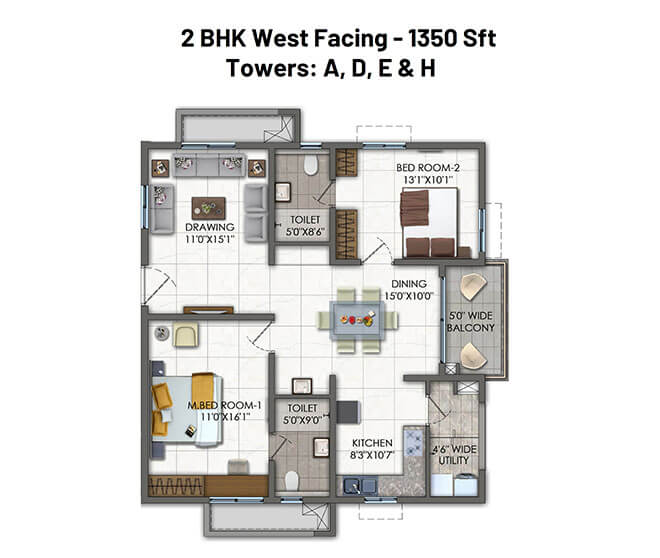 2 BHK West Facing - 1350 Sft
Towers: A, D, E & H
BED ROOM-2
13'1"X10'1"
TOILET
5'0"X8'6"
DRAWING
11'0"X15'1"
DINING
15'0"X10'0"
5'0" WIDE
BALCONY
M.BED ROOM-1
11'0"X16'1"
TOILET
5'0"X9'0"
KITCHEN
8'3"X10'7"
4'6" WIDE
UTILITY